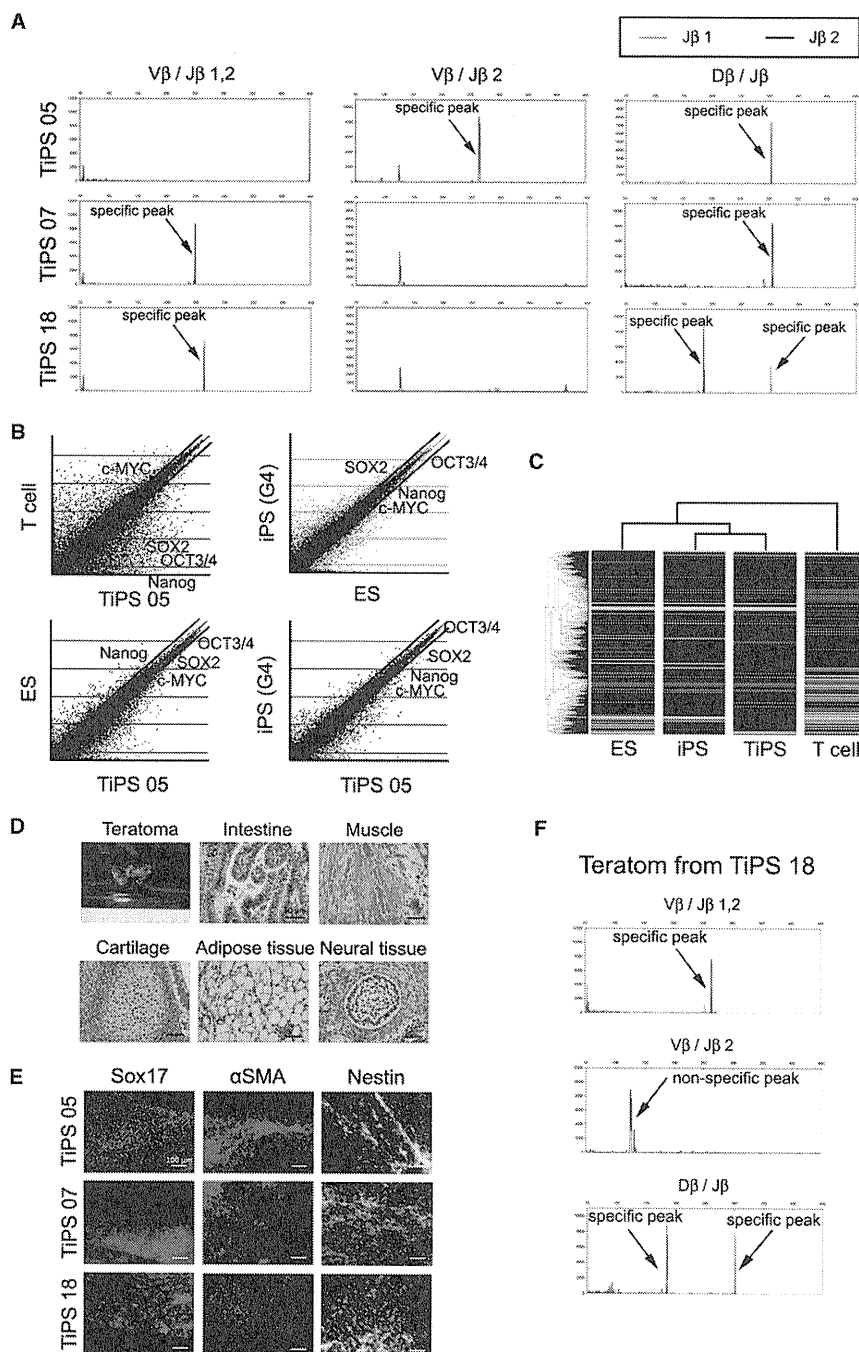 A
Jβ 1 Jβ 2
Vβ / Jβ 1,2 Vβ / Jβ 2 Dβ / Jβ
TiPS 05
specific peak
specific peak
TiPS 07
specific peak
specific peak
TiPS 18
specific peak
specific peak
specific peak
B
T cell
c-MYC
SOX2
OCT3/4
Nanog
TiPS 05
iPS (G4)
SOX2
OCT3/4
Nanog
c-MYC
ES
ES
Nanog
OCT3/4
SOX2
c-MYC
TiPS 05
iPS (G4)
OCT3/4
SOX2
Nanog
c-MYC
TiPS 05
C
ES iPS TiPS T cell
D
Teratoma Intestine Muscle
Cartilage Adipose tissue Neural tissue
E
Sox17 αSMA Nestin
TiPS 05
100 μm
TiPS 07
TiPS 18
F
Teratom from TiPS 18
Vβ / Jβ 1,2
specific peak
Vβ / Jβ 2
non-specific peak
Dβ / Jβ
specific peak specific peak